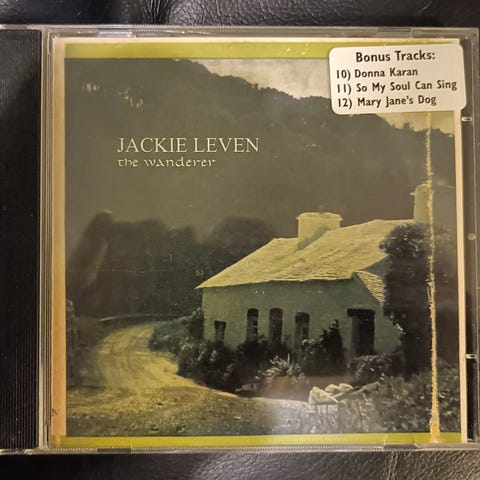 Bonus Tracks:
10) Donna Karan
11) So My Soul Can Sing
12) Mary Jane's Dog
JACKIE LEVEN
the wanderer